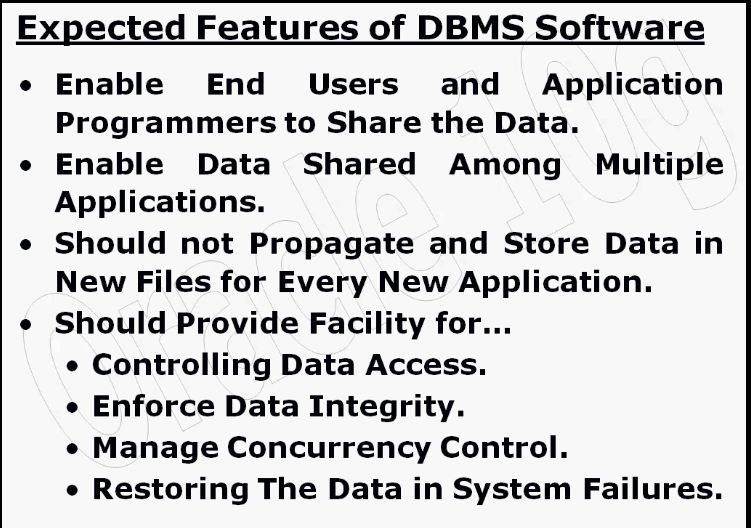 Expected Features of DBMS Software
• Enable End Users and Application
Programmers to Share the Data.
• Enable Data Shared Among Multiple
Applications.
• Should not Propagate and Store Data in
New Files for Every New Application.
• Should Provide Facility for...
• Controlling Data Access.
• Enforce Data Integrity.
• Manage Concurrency Control.
• Restoring The Data in System Failures.
Oracle 10g